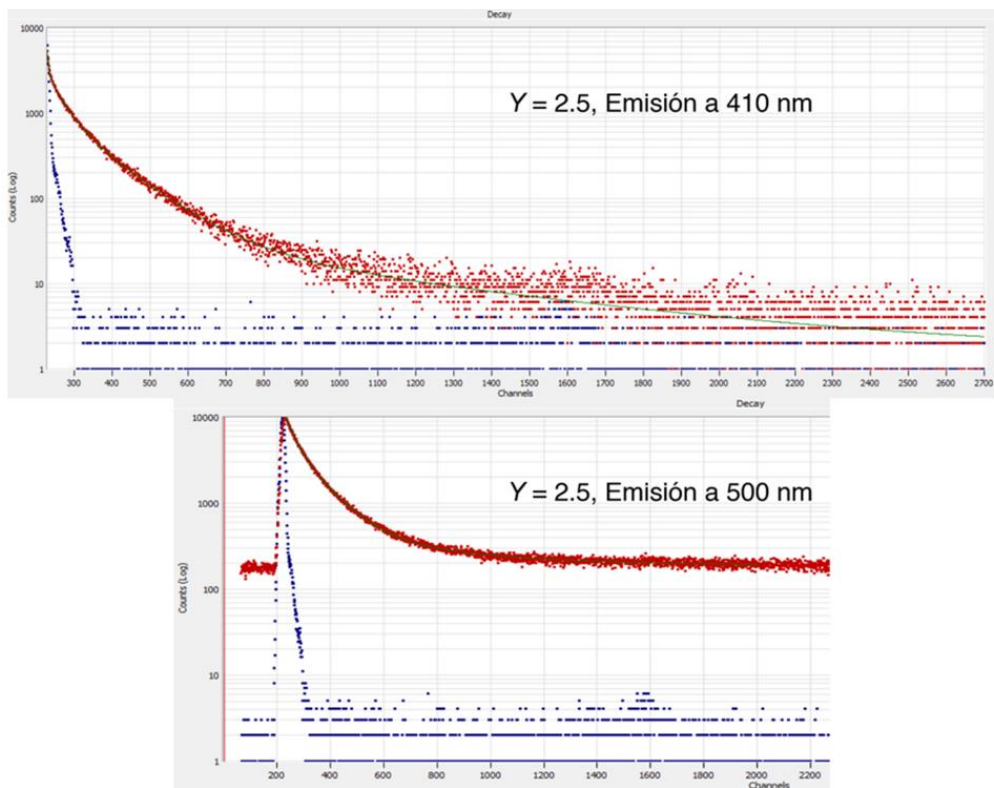 Decay
10000
1000
100
10
1
Counts (Log)
Y = 2.5, Emisión a 410 nm
300 400 500 600 700 800 900 1000 1100 1200 1300 1400 1500 1600 1700 1800 1900 2000 2100 2200 2300 2400 2500 2600 2700
Channels
Decay
10000
1000
100
10
1
Counts (Log)
Y = 2.5, Emisión a 500 nm
200 400 600 800 1000 1200 1400 1600 1800 2000 2200
Channels